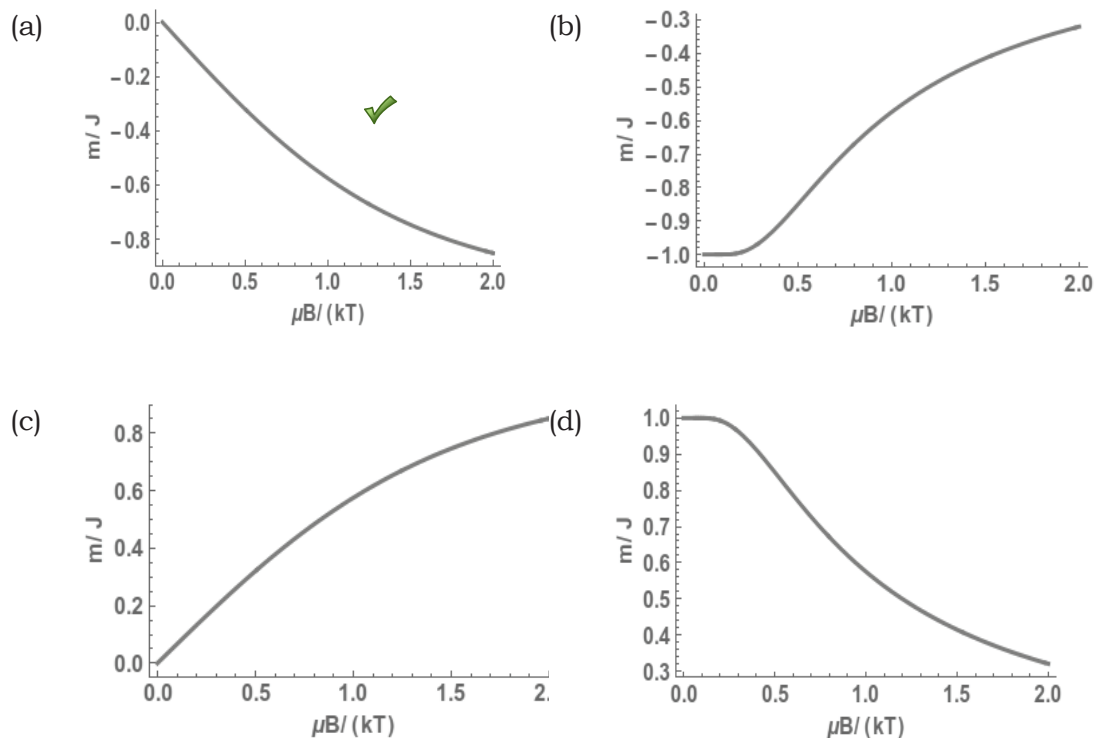 (a)
0.0
−0.2
−0.4
−0.6
−0.8
m/ J
0.0 0.5 1.0 1.5 2.0
μB/ (kT)
(b)
−0.3
−0.4
−0.5
−0.6
−0.7
−0.8
−0.9
−1.0
m/ J
0.0 0.5 1.0 1.5 2.0
μB/ (kT)
(c)
0.8
0.6
0.4
0.2
0.0
m/ J
0.0 0.5 1.0 1.5 2.
μB/ (kT)
(d)
1.0
0.9
0.8
0.7
0.6
0.5
0.4
0.3
m/ J
0.0 0.5 1.0 1.5 2.0
μB/ (kT)